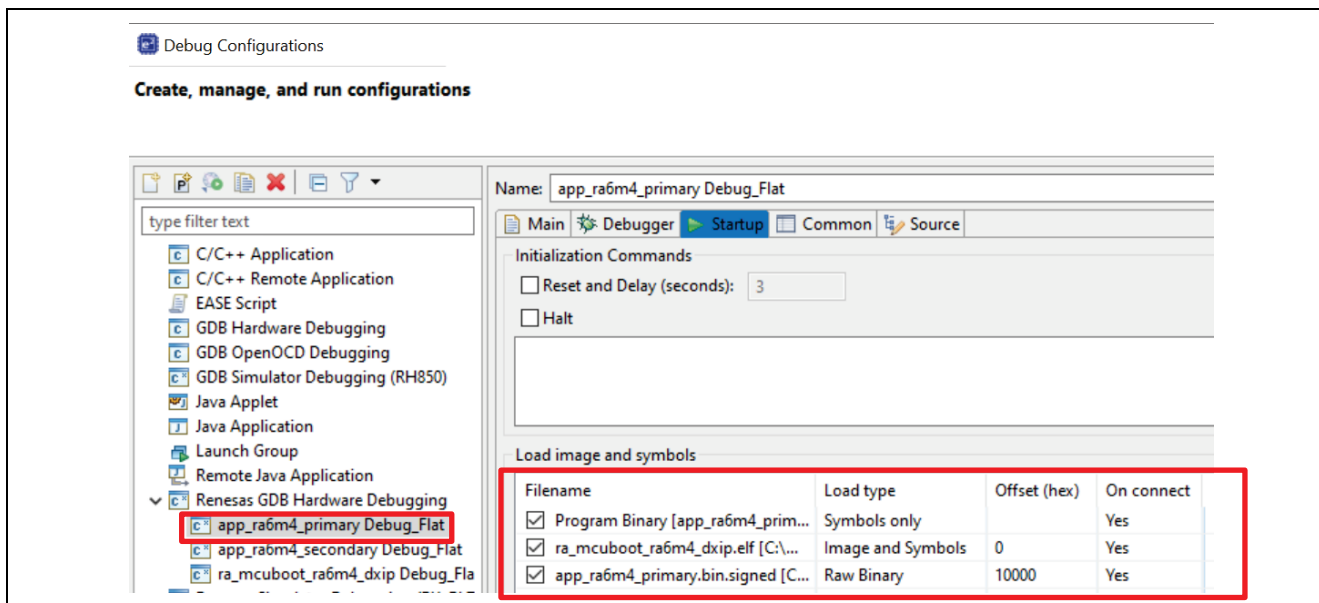 Debug Configurations
Create, manage, and run configurations
type filter text
C/C++ Application
C/C++ Remote Application
EASE Script
GDB Hardware Debugging
GDB OpenOCD Debugging
GDB Simulator Debugging (RH850)
Java Applet
Java Application
Launch Group
Remote Java Application
Renesas GDB Hardware Debugging
app_ra6m4_primary Debug_Flat
app_ra6m4_secondary Debug_Flat
ra_mcuboot_ra6m4_dxip Debug_Fla
Name: app_ra6m4_primary Debug_Flat
Main Debugger Startup Common Source
Initialization Commands
Reset and Delay (seconds): 3
Halt
Load image and symbols
Filename Load type Offset (hex) On connect
Program Binary [app_ra6m4_prim... Symbols only Yes
ra_mcuboot_ra6m4_dxip.elf [C:\... Image and Symbols 0 Yes
app_ra6m4_primary.bin.signed [C... Raw Binary 10000 Yes